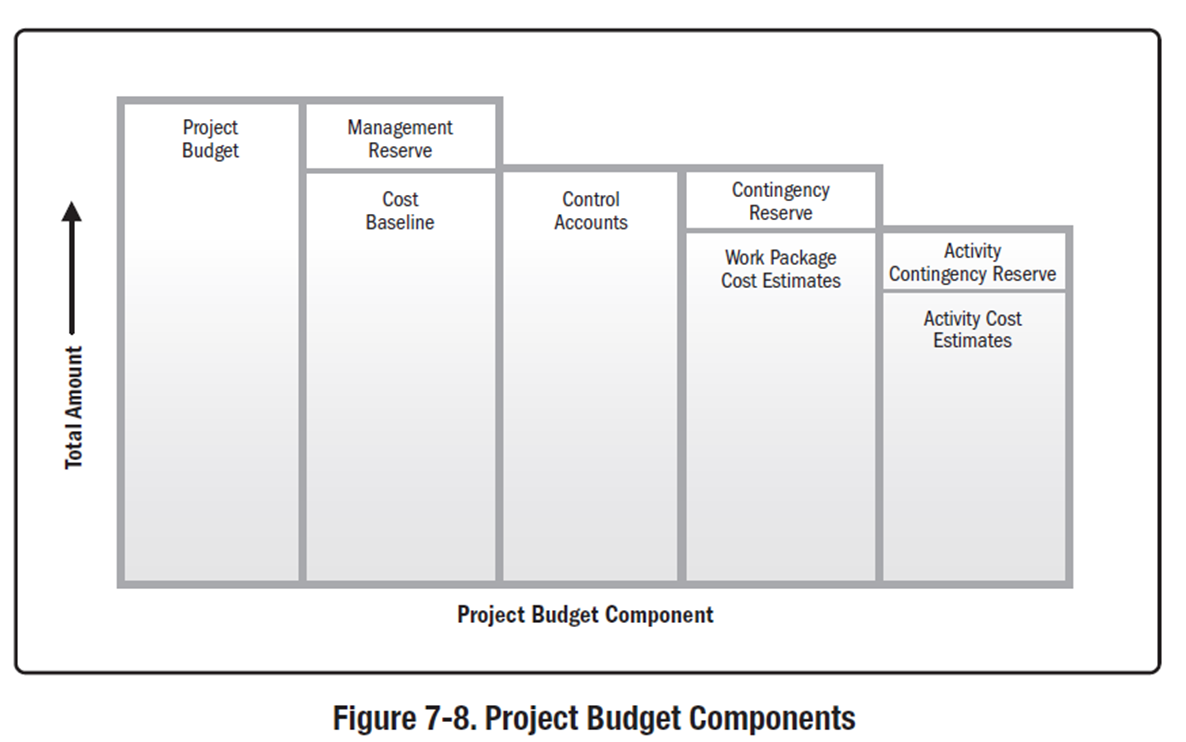 Project
Budget
Management
Reserve
Cost
Baseline
Control
Accounts
Contingency
Reserve
Work Package
Cost Estimates
Activity
Contingency Reserve
Activity Cost
Estimates
Total Amount
Project Budget Component
Figure 7-8. Project Budget Components